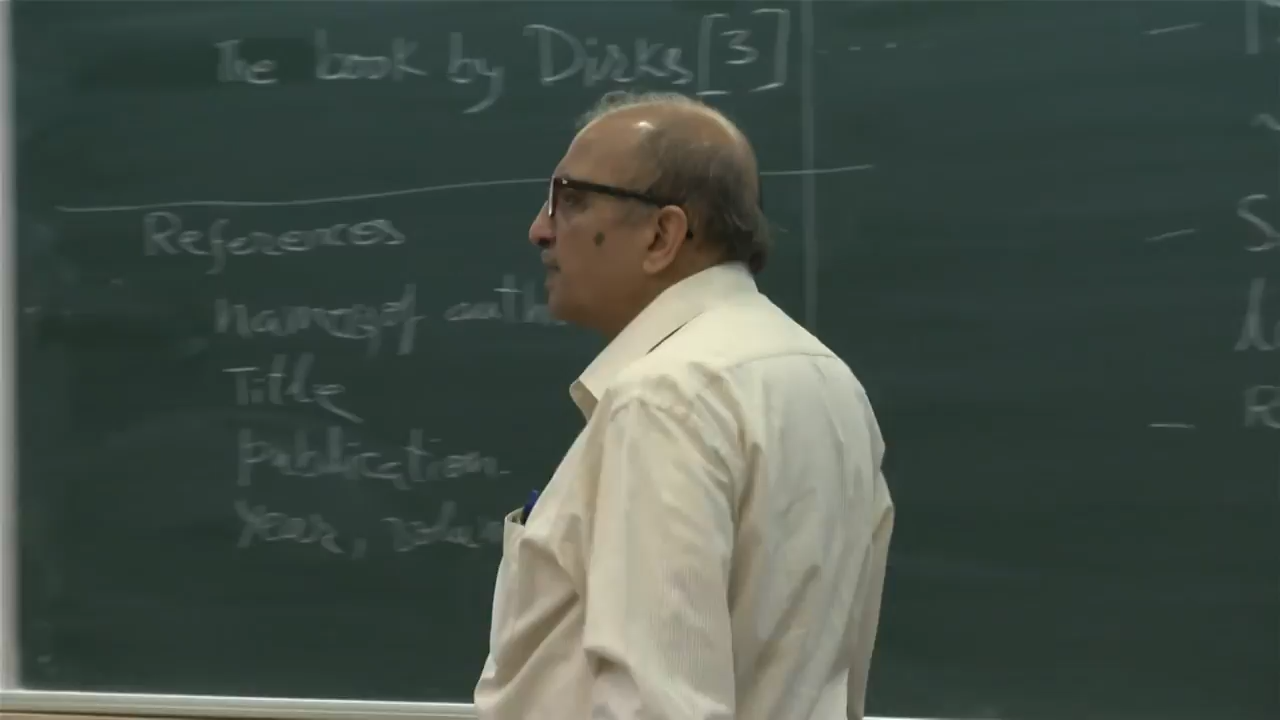 The book by Dirks [3] ....
References
names of auth
Title
publication.
Year, volum